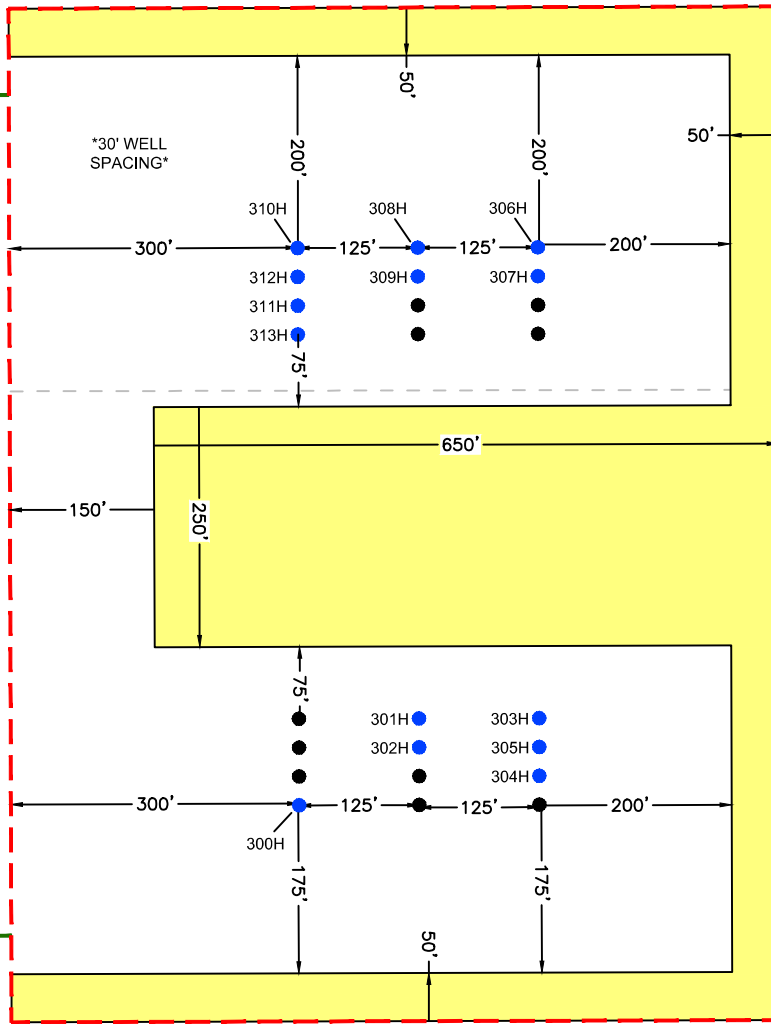 50'
*30' WELL
SPACING*
50'
200'
200'
310H
308H
306H
300'
125'
125'
200'
312H
309H
307H
311H
313H
75'
650'
150'
250'
75'
301H
303H
302H
305H
304H
300'
125'
125'
200'
300H
175'
175'
50'